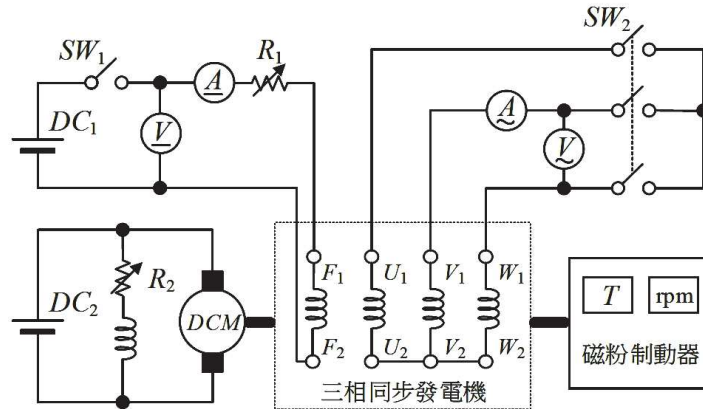 SW₁
A
R₁
SW₂
DC₁
V
A
V
DC₂
R₂
DCM
F₁
U₁
V₁
W₁
F₂
U₂
V₂
W₂
T
rpm
磁粉制動器
三相同步發電機